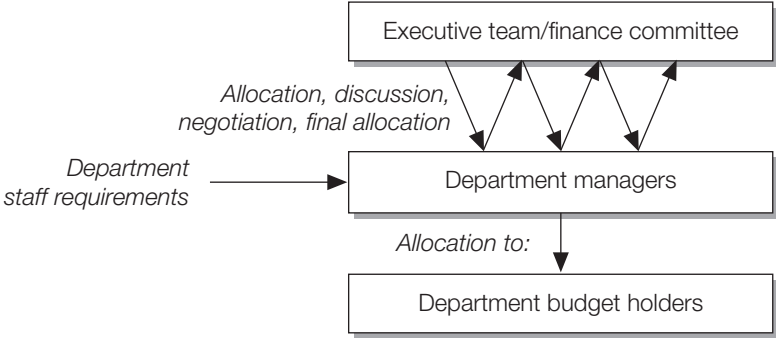 Executive team/finance committee
Allocation, discussion,
negotiation, final allocation
Department
staff requirements
Department managers
Allocation to:
Department budget holders